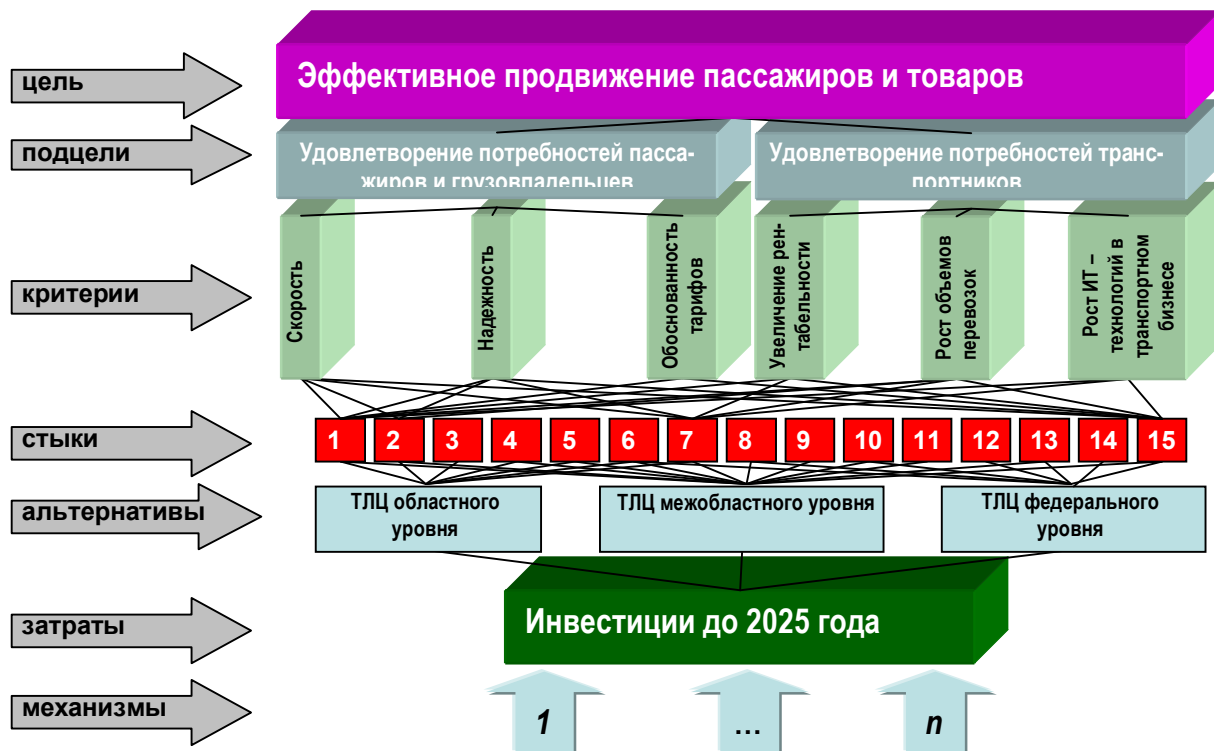 цель
Эффективное продвижение пассажиров и товаров
подцели
Удовлетворение потребностей пасса-
жиров и грузовладельцев
Удовлетворение потребностей транс-
портников
критерии
Скорость
Надежность
Обоснованность
тарифов
Увеличение рен-
табельности
Рост объемов
перевозок
Рост ИТ –
технологий в
транспортном
бизнесе
стыки
1 2 3 4 5 6 7 8 9 10 11 12 13 14 15
альтернативы
ТЛЦ областного
уровня
ТЛЦ межобластного уровня
ТЛЦ федерального
уровня
затраты
Инвестиции до 2025 года
механизмы
1 ... n